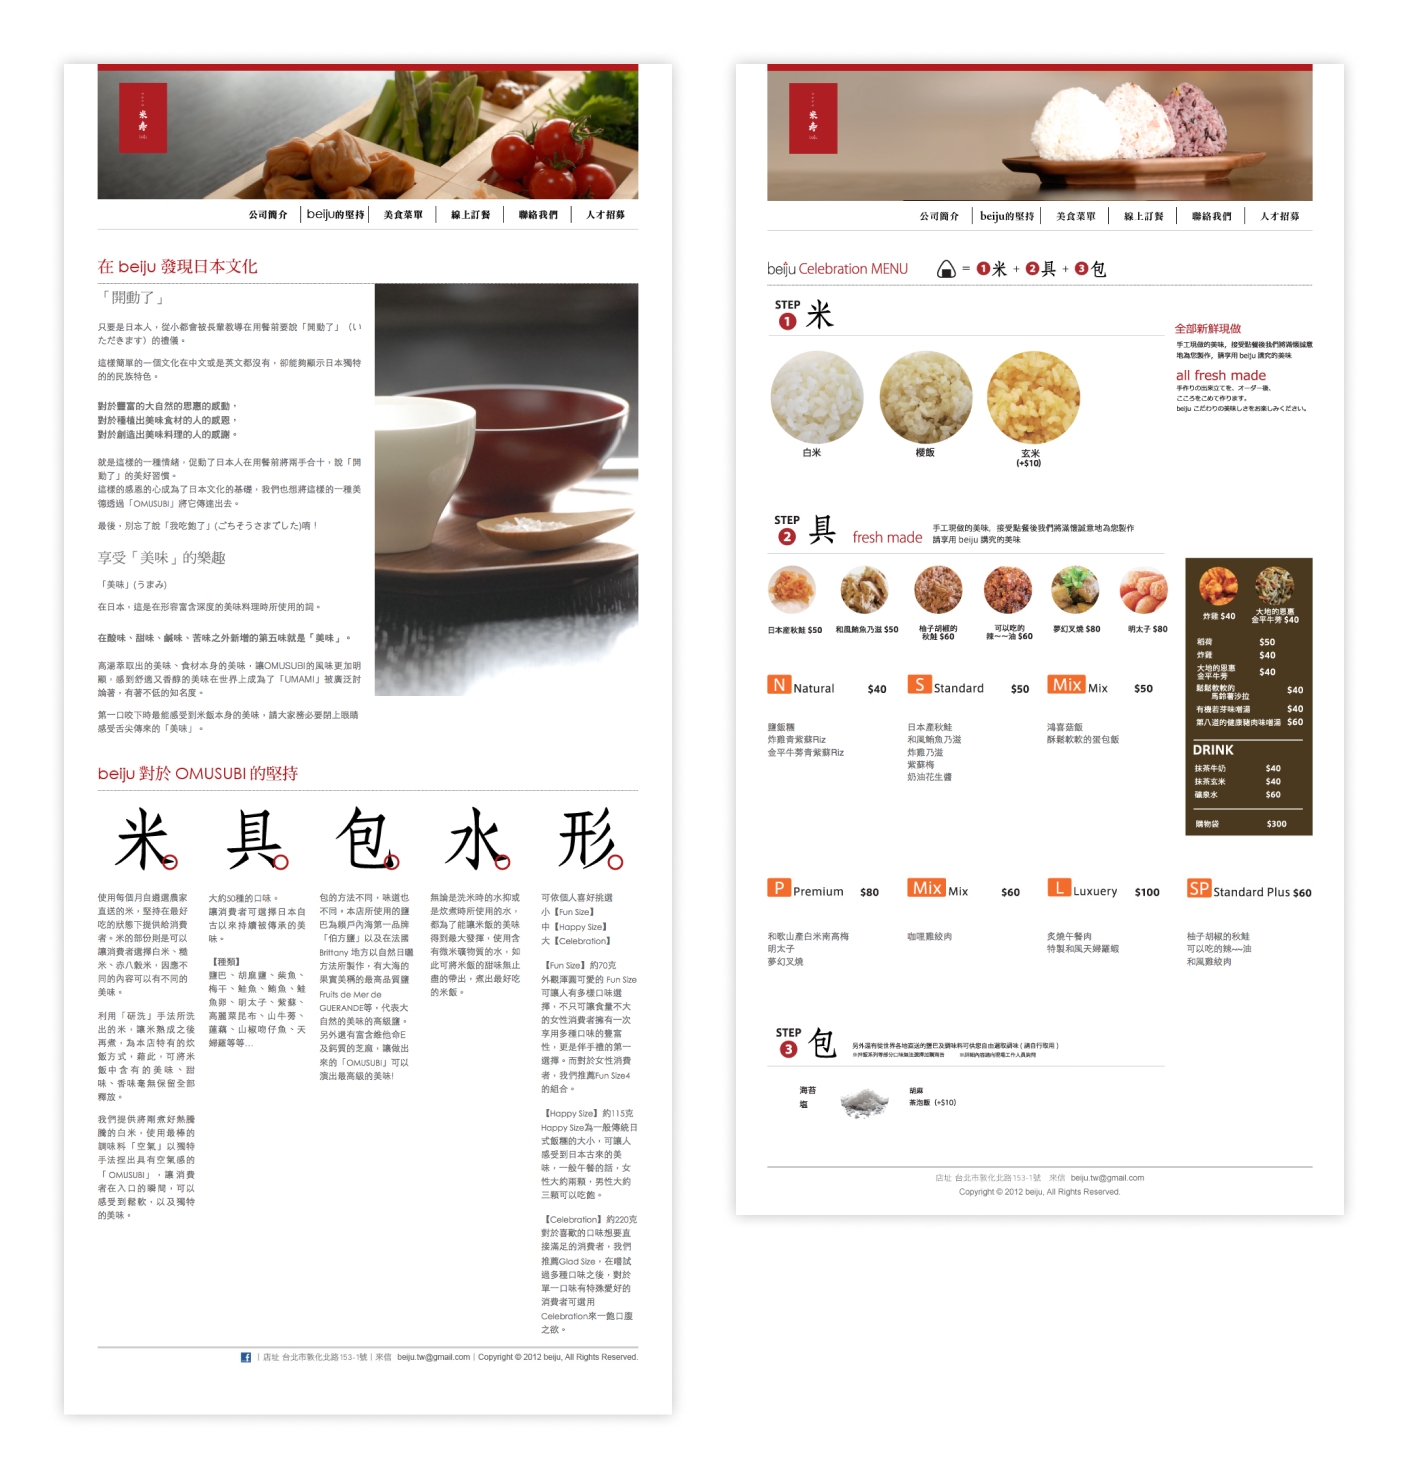 米
寿
beiju
公司簡介
beiju的堅持
美食菜單
線上訂餐
聯絡我們
人才招募
在 beiju 發現日本文化
「開動了」
只要是日本人，從小都會被長輩教導在用餐前要說「開動了」（い
ただきます）的禮儀。
這樣簡單的一個文化在中文或是英文都沒有，卻能夠顯示日本獨特
的的民族特色。
對於豐富的大自然的恩惠的感動，
對於種植出美味食材的人的感恩，
對於創造出美味料理的人的感謝。
就是這樣的一種情緒，促動了日本人在用餐前將兩手合十，說「開
動了」的美好習慣。
這樣的感恩的心成為了日本文化的基礎，我們也想將這樣的一種美
德透過「OMUSUBI」將它傳達出去。
最後，別忘了說「我吃飽了」(ごちそうさまでした)唷！
享受「美味」的樂趣
「美味」(うまみ)
在日本，這是在形容富含深度的美味料理時所使用的詞。
在酸味、甜味、鹹味、苦味之外新增的第五味就是「美味」。
高湯萃取出的美味、食材本身的美味，讓OMUSUBI的風味更加明
顯，感到舒適又香醇的美味在世界上成為了「UMAMI」被廣泛討
論著，有著不低的知名度。
第一口咬下時最能感受到米飯本身的美味，請大家務必要閉上眼睛
感受舌尖傳來的「美味」。
beiju 對於 OMUSUBI 的堅持
米
具
包
水
形
使用每個月自遴選農家
直送的米，堅持在最好
吃的狀態下提供給消費
者。米的部份則是可以
讓消費者選擇白米、糙
米、赤八穀米，因應不
同的內容可以有不同的
美味。
利用「研洗」手法所洗
出的米，讓米熟成之後
再煮，為本店特有的炊
飯方式，藉此，可將米
飯中含有的美味、甜
味、香味毫無保留全部
釋放。
我們提供將剛煮好熱騰
騰的白米，使用最棒的
調味料「空氣」以獨特
手法捏出具有空氣感的
「OMUSUBI」，讓消費
者在入口的瞬間，可以
感受到鬆軟，以及獨特
的美味。
大約50種的口味。
讓消費者可選擇日本自
古以來持續被傳承的美
味。
【種類】
鹽巴、胡麻鹽、柴魚、
梅干、鮭魚、鮪魚、鮭
魚卵、明太子、紫蘇、
高麗菜昆布、山牛蒡、
蓮藕、山椒吻仔魚、天
婦羅等等...
包的方法不同，味道也
不同。本店所使用的鹽
巴為瀨戶內海第一品牌
「伯方鹽」以及在法國
Brittany 地方以自然日曬
方法所製作，有大海的
果實美稱的最高品質鹽
Fruits de Mer de
GUERANDE等，代表大
自然的美味的高級鹽。
另外還有富含維他命E
及鈣質的芝麻，讓做出
來的「OMUSUBI」可以
演出最高級的美味!
無論是洗米時的水抑或
是炊煮時所使用的水，
都為了能讓米飯的美味
得到最大發揮，使用含
有微米礦物質的水，如
此可將米飯的甜味無止
盡的帶出，煮出最好吃
的米飯。
可依個人喜好挑選
小【Fun Size】
中【Happy Size】
大【Celebration】
【Fun Size】約70克
外觀渾圓可愛的 Fun Size
可讓人有多樣口味選
擇，不只可讓食量不大
的女性消費者擁有一次
享用多種口味的豐富
性，更是伴手禮的第一
選擇。而對於女性消費
者，我們推薦Fun Size4
的組合。
【Happy Size】約115克
Happy Size為一般傳統日
式飯糰的大小，可讓人
感受到日本古來的美
味，一般午餐的話，女
性大約兩顆，男性大約
三顆可以吃飽。
【Celebration】約220克
對於喜歡的口味想要直
接滿足的消費者，我們
推薦Glad Size，在嚐試
過多種口味之後，對於
單一口味有特殊愛好的
消費者可選用
Celebration來一飽口腹
之欲。
f | 店址 台北市敦化北路153-1號 | 來信 beiju.tw@gmail.com | Copyright © 2012 beiju, All Rights Reserved.
米
寿
公司簡介
beiju的堅持
美食菜單
線上訂餐
聯絡我們
人才招募
beiju Celebration MENU
= 1米 + 2具 + 3包
STEP
1 米
白米
櫻飯
玄米
(+$10)
全部新鮮現做
手工現做的美味，接受點餐後我們將滿懷誠意
地為您製作，請享用 beiju 講究的美味
all fresh made
手作りの出来立てを、オーダー後、
こころをこめて作ります。
beiju こだわりの美味しさをお楽しみください。
STEP
2 具
fresh made
手工現做的美味，接受點餐後我們將滿懷誠意地為您製作
請享用 beiju 講究的美味
日本産秋鮭 $50
和風鮪魚乃滋 $50
柚子胡椒的
秋鮭 $60
可以吃的
辣～～油 $60
夢幻叉燒 $80
明太子 $80
N Natural $40
鹽飯糰
炸雞青紫蘇Riz
金平牛蒡青紫蘇Riz
S Standard $50
日本產秋鮭
和風鮪魚乃滋
炸雞乃滋
紫蘇梅
奶油花生醬
Mix Mix $50
鴻喜菇飯
酥鬆軟軟的蛋包飯
炸雞 $40
大地的恩惠
金平牛蒡 $40
稻荷 $50
炸雞 $40
大地的恩惠
金平牛蒡 $40
鬆鬆軟軟的
馬鈴薯沙拉 $40
有機若芽味噌湯 $40
第八道的健康豬肉味噌湯 $60
DRINK
抹茶牛奶 $40
抹茶玄米 $40
礦泉水 $60
購物袋 $300
P Premium $80
和歌山產白米南高梅
明太子
夢幻叉燒
Mix Mix $60
咖哩雞絞肉
L Luxuery $100
炙燒午餐肉
特製和風天婦羅蝦
SP Standard Plus $60
柚子胡椒的秋鮭
可以吃的辣~~油
和風雞絞肉
STEP
3 包
另外還有從世界各地直送的鹽巴及調味料可供您自由選取調味 ( 請自行取用 )
海苔
塩
胡麻
茶泡飯 (+$10)
店址 台北市敦化北路153-1號 來信 beiju.tw@gmail.com
Copyright © 2012 beiju, All Rights Reserved.